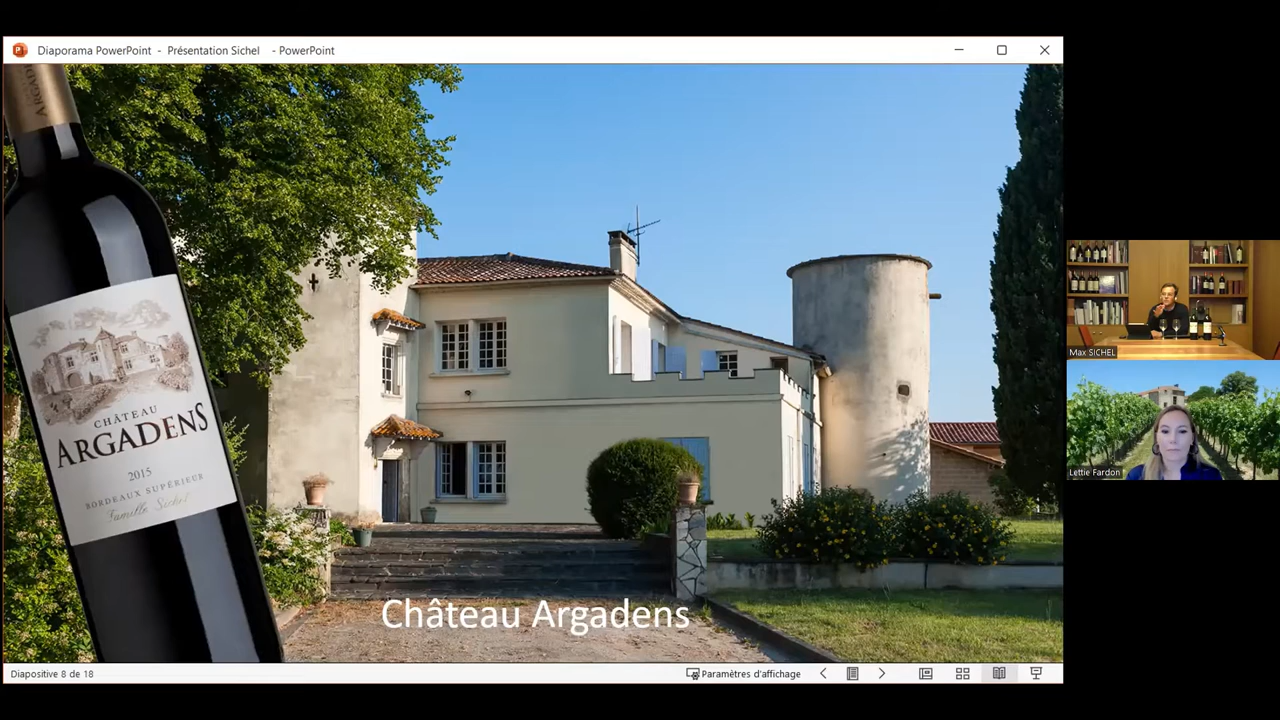 Diaporama PowerPoint - Présentation Sichel - PowerPoint
ARGADENS
CHÂTEAU
ARGADENS
2015
BORDEAUX SUPÉRIEUR
Famille Sichel
Château Argadens
Max SICHEL
Lettie Fardon
Diapositive 8 de 18
Paramètres d'affichage